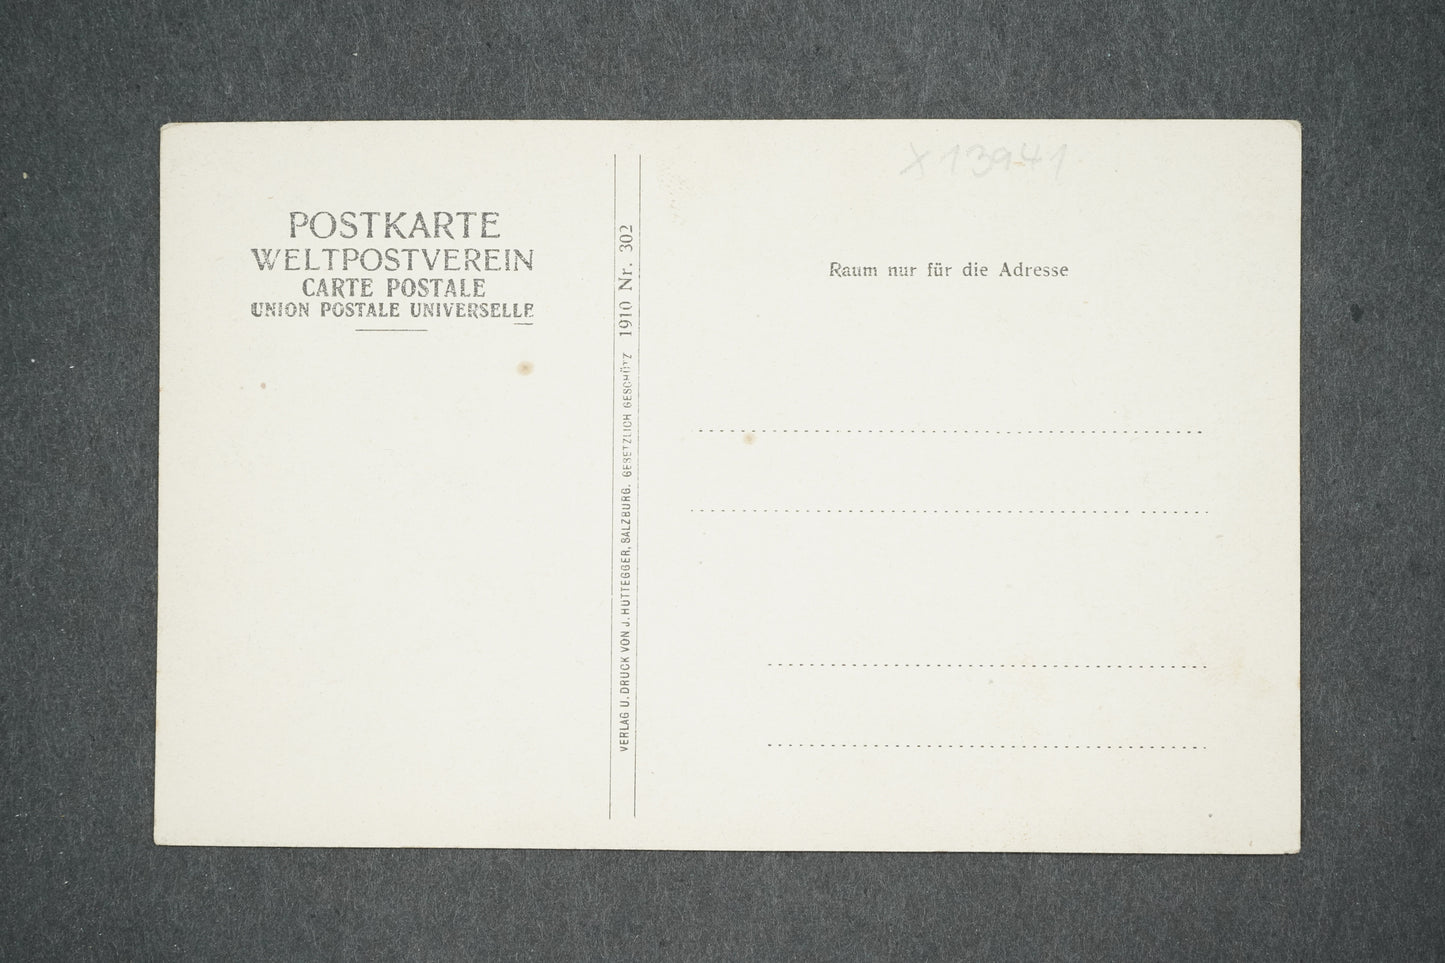 POSTKARTE
WELTPOSTVEREIN
CARTE POSTALE
UNION POSTALE UNIVERSELLE
VERLAG U. DRUCK VON J. HUTTEGGER, SALZBURG. GESETZLICH GESCHÜTZ 1910 Nr. 302
X 13941
Raum nur für die Adresse